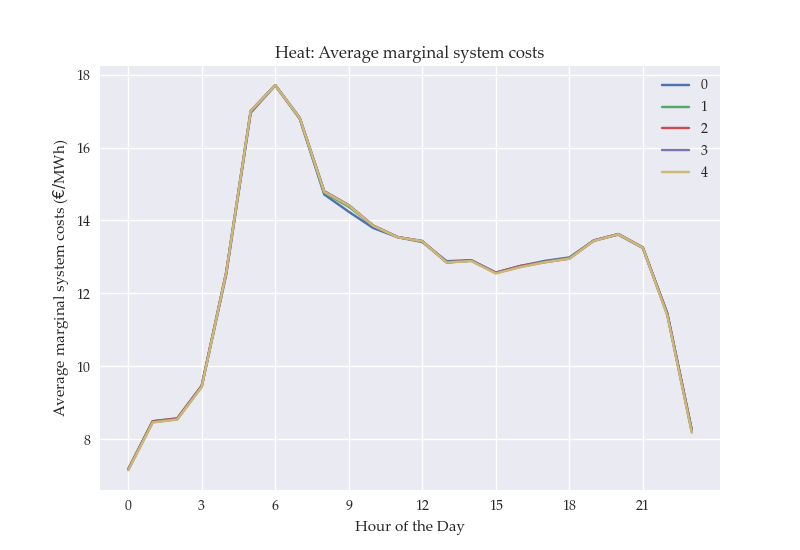 Heat: Average marginal system costs
Average marginal system costs (€/MWh)
18
16
14
12
10
8
0
1
2
3
4
0 3 6 9 12 15 18 21
Hour of the Day